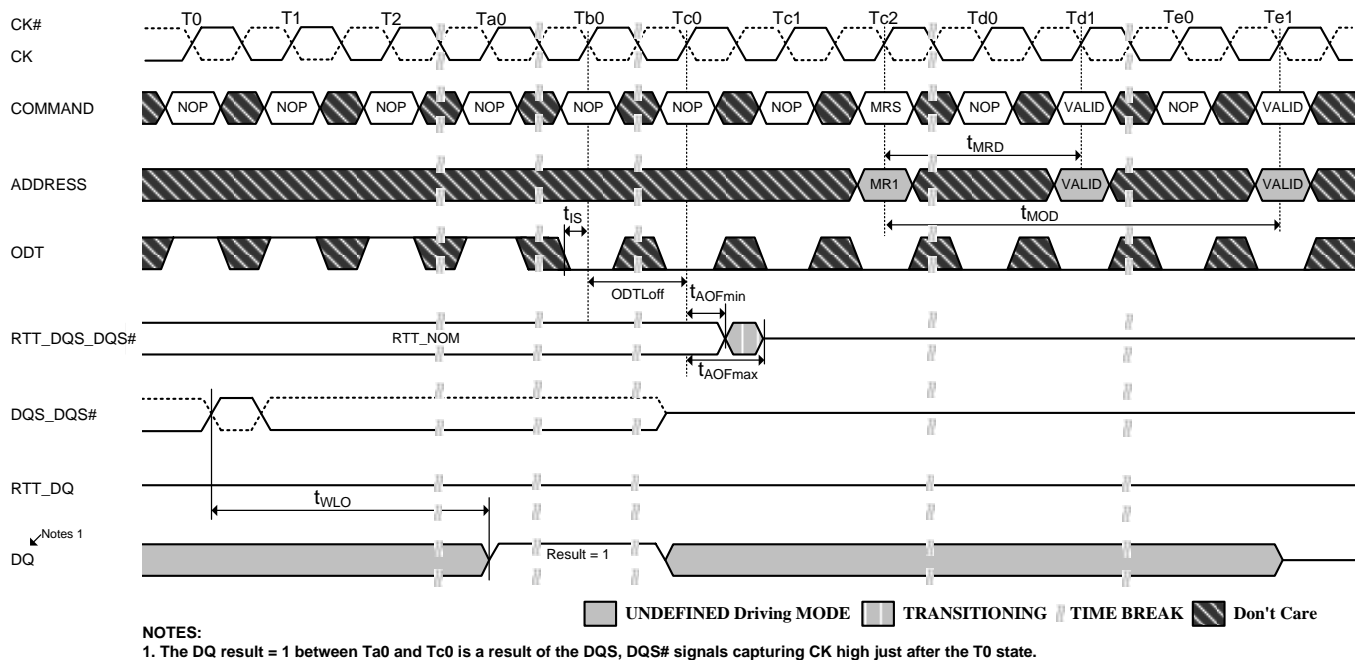 CK#
CK
T0 T1 T2 Ta0 Tb0 Tc0 Tc1 Tc2 Td0 Td1 Te0 Te1
COMMAND NOP NOP NOP NOP NOP NOP NOP MRS NOP VALID NOP VALID
tMRD
ADDRESS MR1 VALID VALID
tIS tMOD
ODT
ODTLoff tAOFmin
RTT_DQS_DQS# RTT_NOM
tAOFmax
DQS_DQS#
RTT_DQ
tWLO
Notes 1
DQ Result = 1
UNDEFINED Driving MODE TRANSITIONING TIME BREAK Don't Care
NOTES:
1. The DQ result = 1 between Ta0 and Tc0 is a result of the DQS, DQS# signals capturing CK high just after the T0 state.